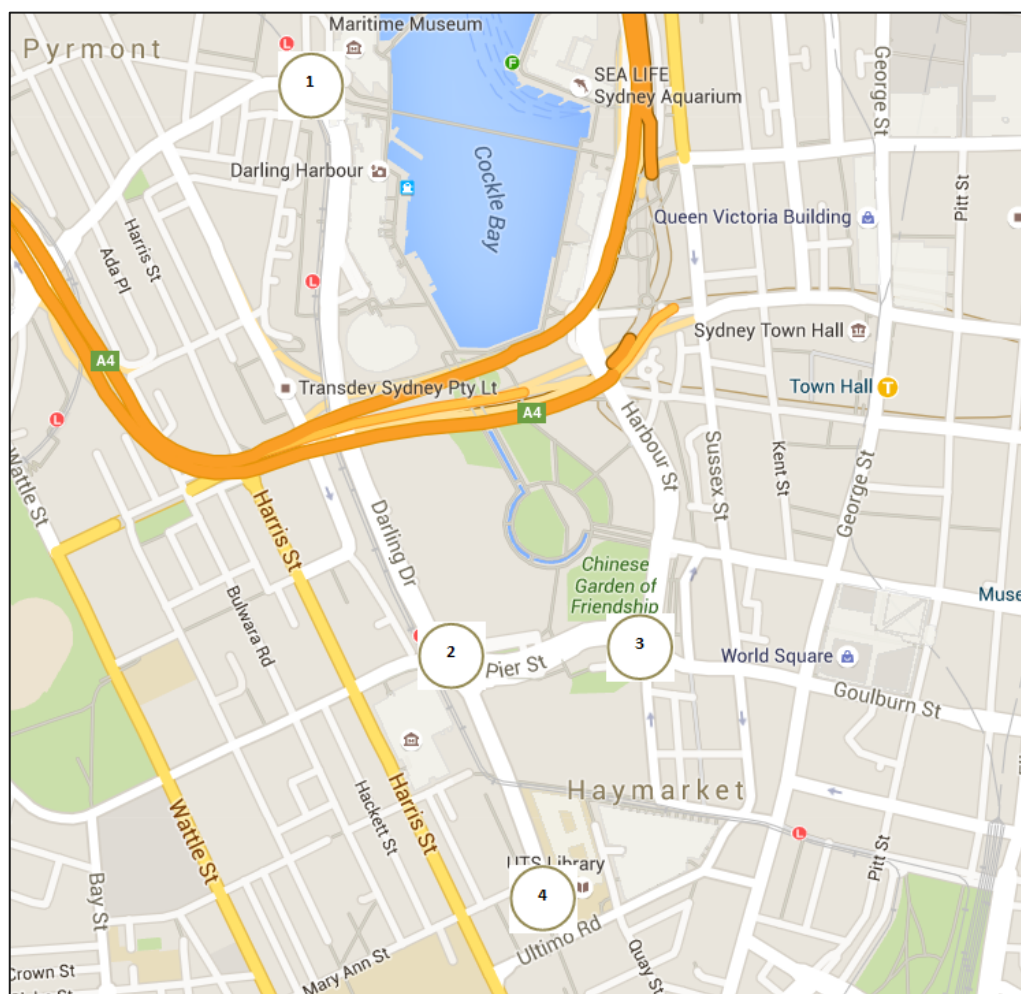 Maritime Museum
Pyrmont
L
1
F
SEA LIFE
Sydney Aquarium
George St
Darling Harbour
Cockle Bay
Pitt St
Queen Victoria Building
Harris St
Ada Pl
L
A4
Sydney Town Hall
Transdev Sydney Pty Lt
Town Hall
T
A4
L
Harbour St
Sussex St
Kent St
George St
Wattle St
Harris St
Darling Dr
Chinese
Garden of
Friendship
Muse
Bulwara Rd
2
3
Pier St
World Square
Goulburn St
Haymarket
Hackett St
Harris St
Wattle St
L
Pitt St
UTS Library
4
Bay St
Ultimo Rd
Quay St
Mary Ann St
Crown St